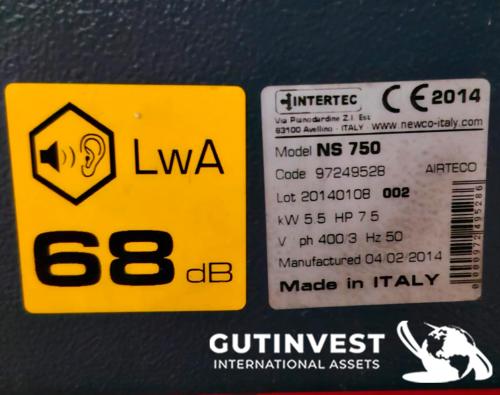 LwA
68 dB
INTERTEC CE 2014
Via Pianodardine Z.I. Est
83100 Avellino - ITALY www.newco-italy.com
Model NS 750
Code 97249528 AIRTECO
Lot 20140108 002
kW 5.5 HP 7.5
V ph 400/3 Hz 50
Manufactured 04/02/2014
Made in ITALY
0000972495286
GUTINVEST
INTERNATIONAL ASSETS